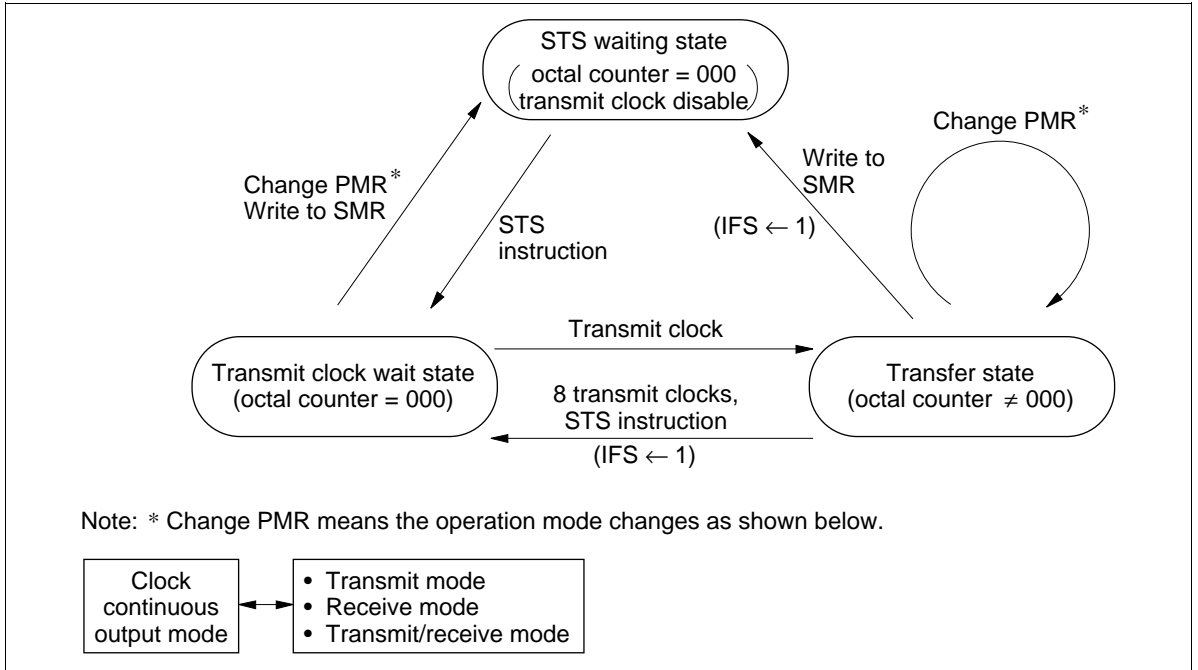 STS waiting state
octal counter = 000
transmit clock disable
Change PMR*
Change PMR*
Write to SMR
STS
instruction
Write to
SMR
(IFS ← 1)
Transmit clock
Transmit clock wait state
(octal counter = 000)
8 transmit clocks,
STS instruction
(IFS ← 1)
Transfer state
(octal counter ≠ 000)
Note: * Change PMR means the operation mode changes as shown below.
Clock
continuous
output mode
• Transmit mode
• Receive mode
• Transmit/receive mode